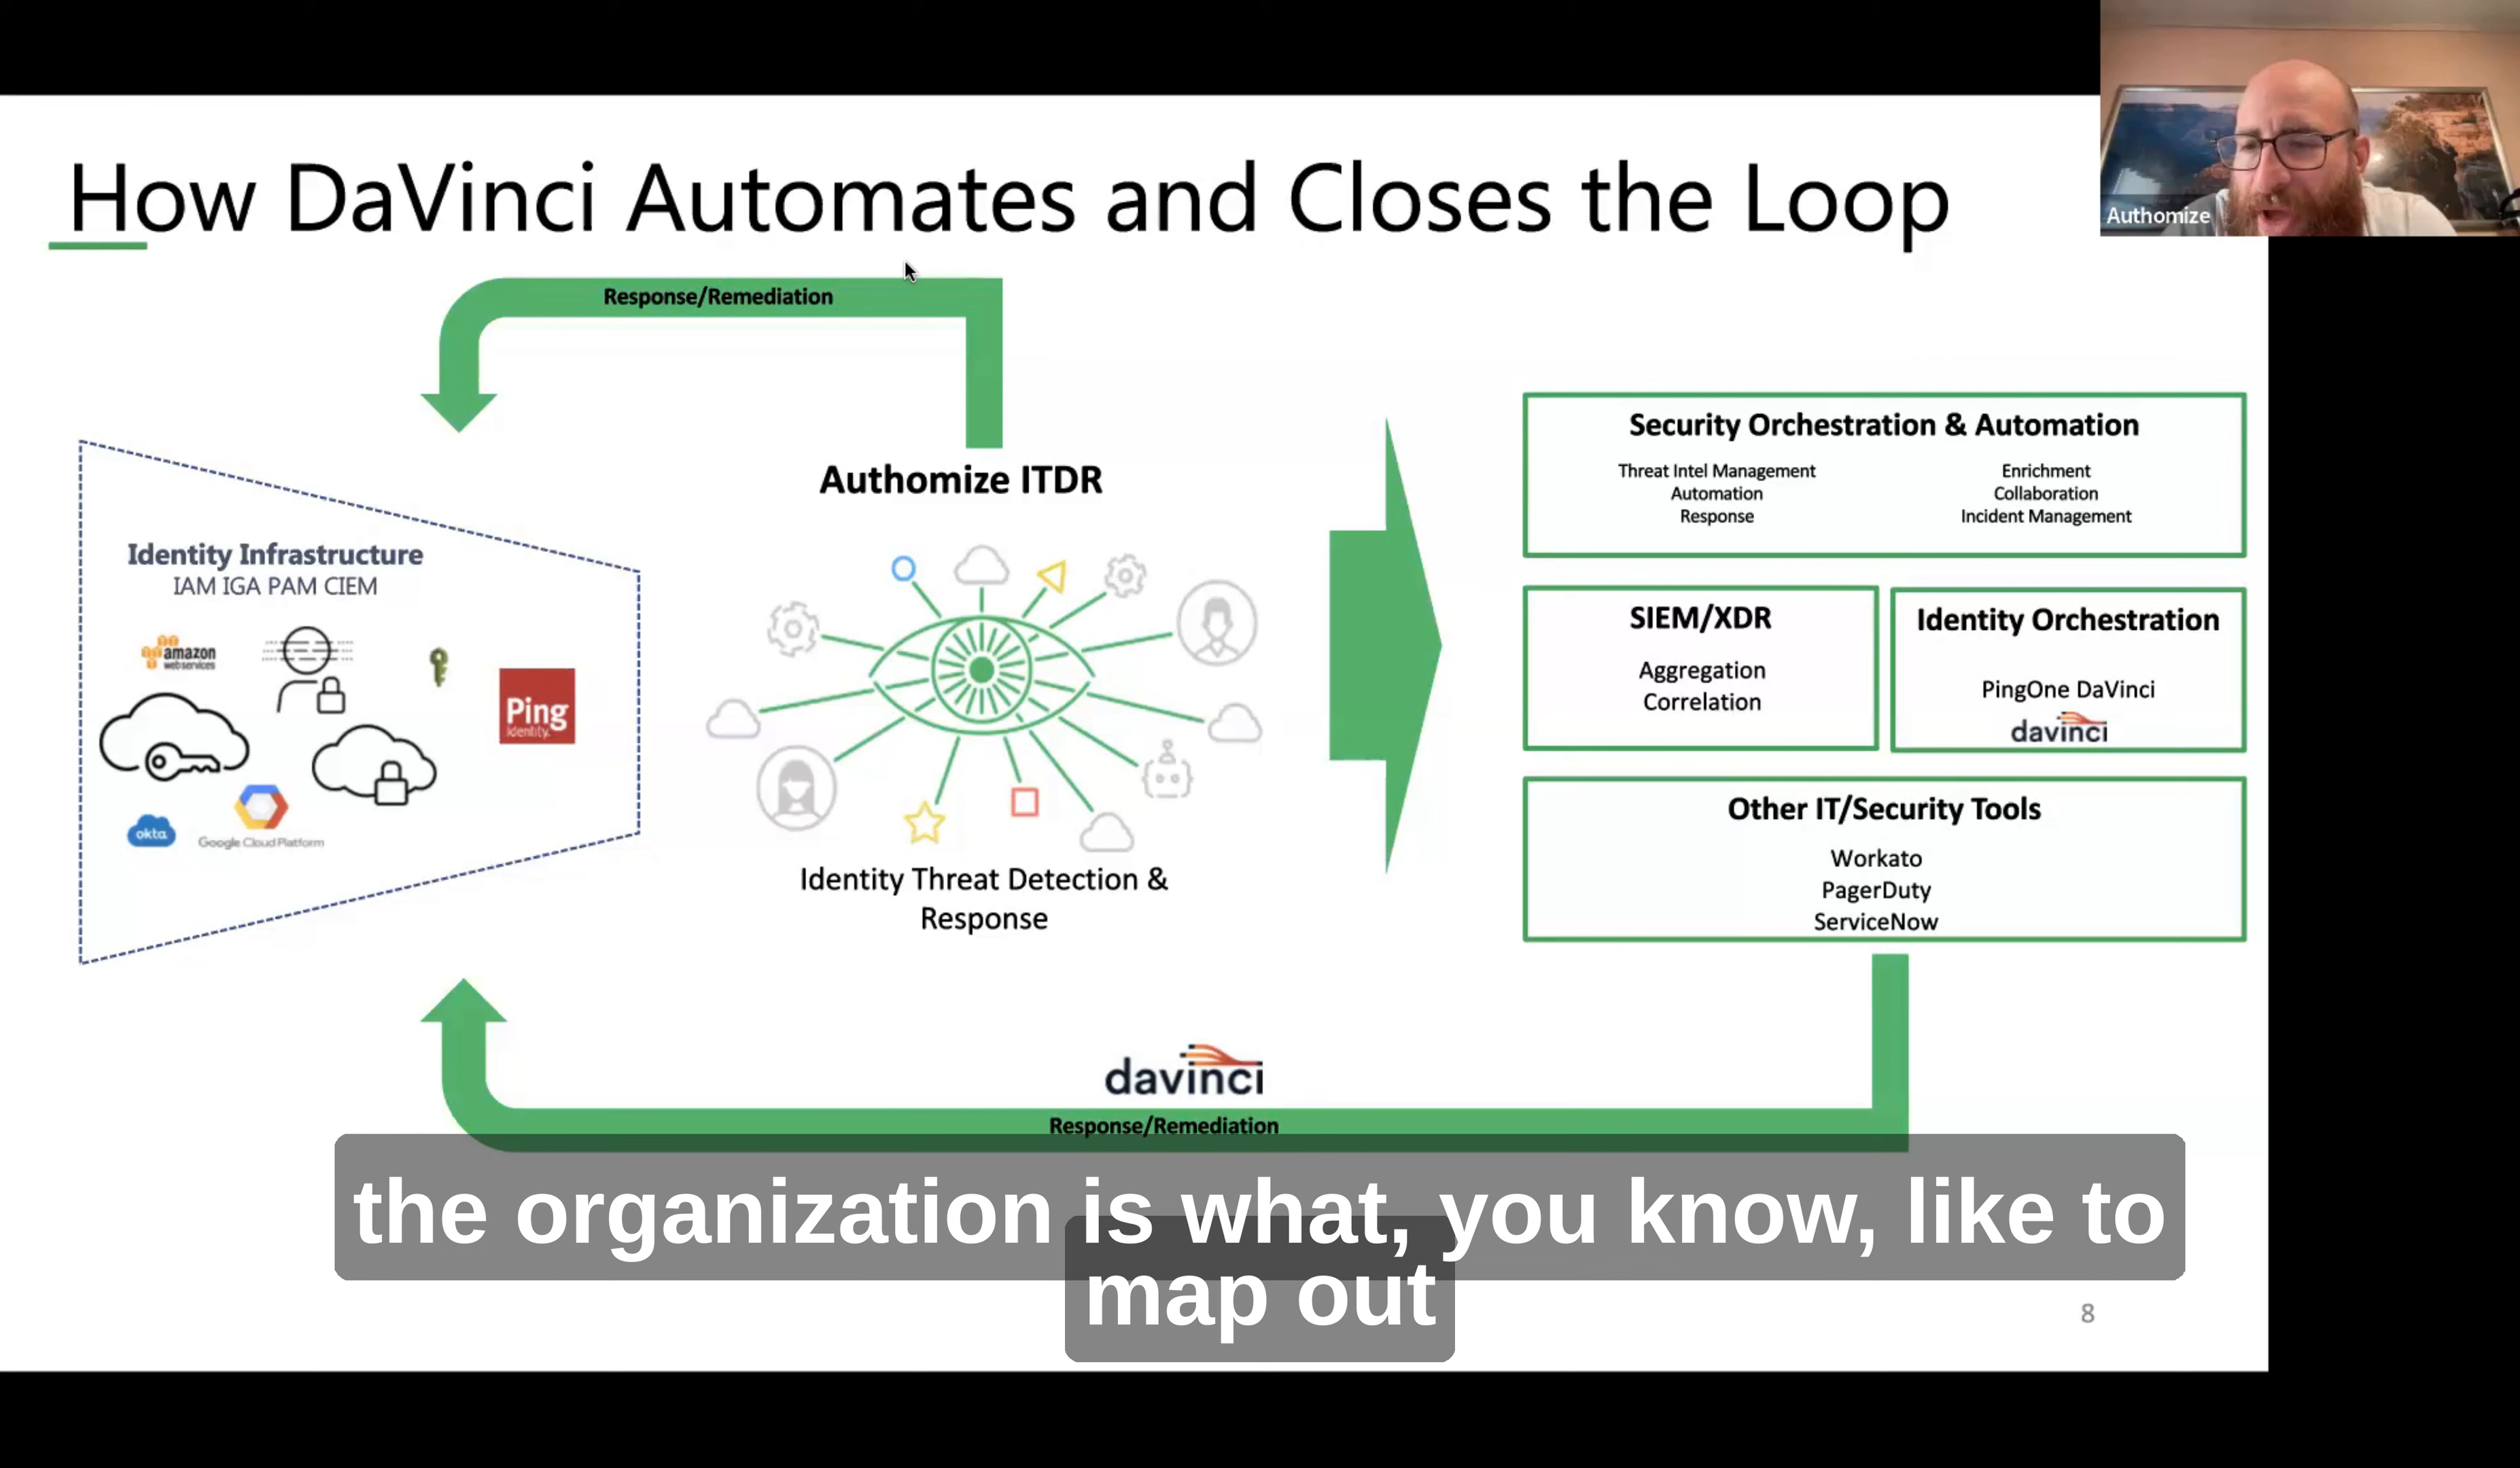 How DaVinci Automates and Closes the Loop
Authomize
Response/Remediation
Authomize ITDR
Identity Infrastructure
IAM IGA PAM CIEM
amazon
webservices
Ping
Identity.
okta
Google Cloud Platform
Identity Threat Detection &
Response
Security Orchestration & Automation
Threat Intel Management
Automation
Response
Enrichment
Collaboration
Incident Management
SIEM/XDR
Aggregation
Correlation
Identity Orchestration
PingOne DaVinci
davinci
Other IT/Security Tools
Workato
PagerDuty
ServiceNow
davinci
Response/Remediation
the organization is what, you know, like to
map out
8